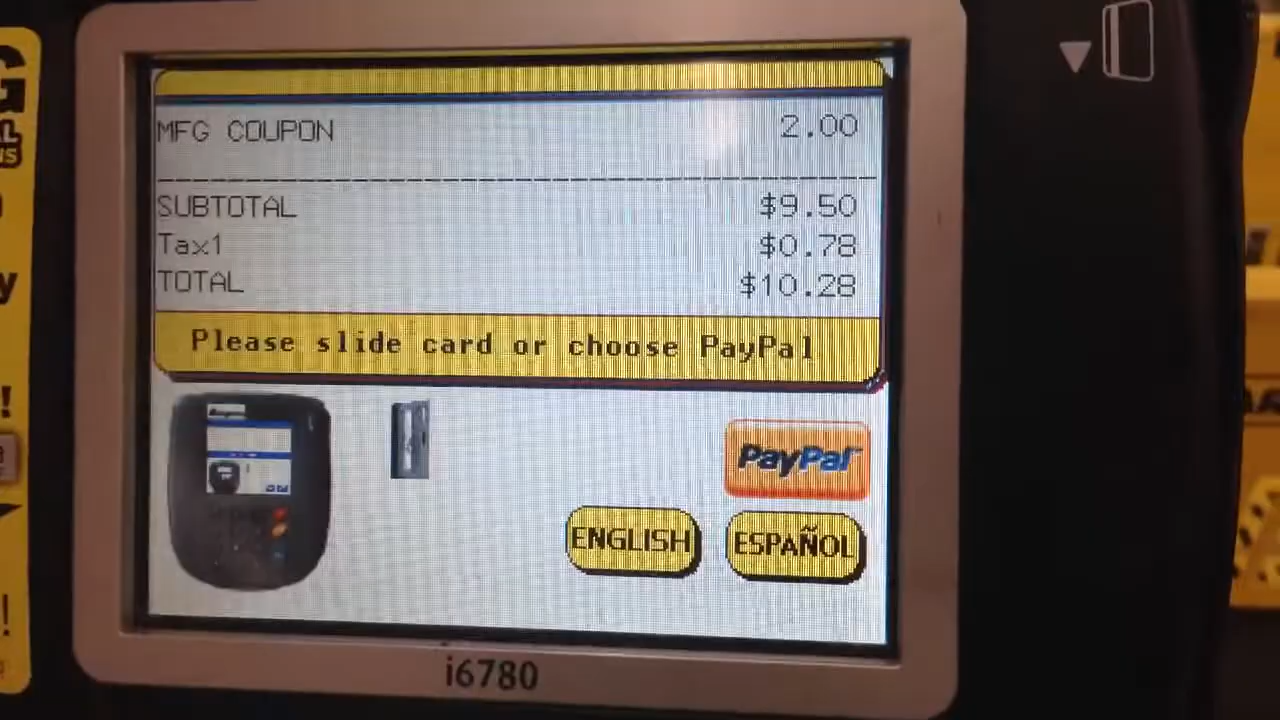 MFG COUPON 2.00
SUBTOTAL $9.50
Tax1 $0.78
TOTAL $10.28
Please slide card or choose PayPal
PayPal
ENGLISH ESPAÑOL
i6780